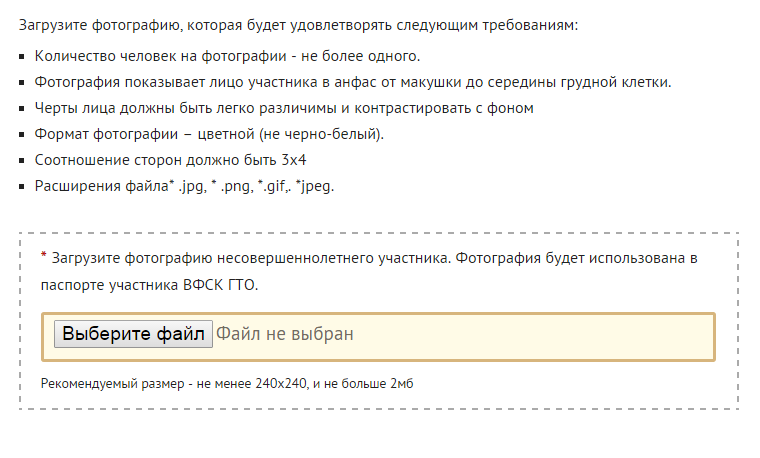 Загрузите фотографию, которая будет удовлетворять следующим требованиям:
Количество человек на фотографии - не более одного.
Фотография показывает лицо участника в анфас от макушки до середины грудной клетки.
Черты лица должны быть легко различимы и контрастировать с фоном
Формат фотографии – цветной (не черно-белый).
Соотношение сторон должно быть 3х4
Расширения файла* .jpg, * .png, *.gif,. *jpeg.
* Загрузите фотографию несовершеннолетнего участника. Фотография будет использована в
паспорте участника ВФСК ГТО.
Выберите файл Файл не выбран
Рекомендуемый размер - не менее 240х240, и не больше 2мб